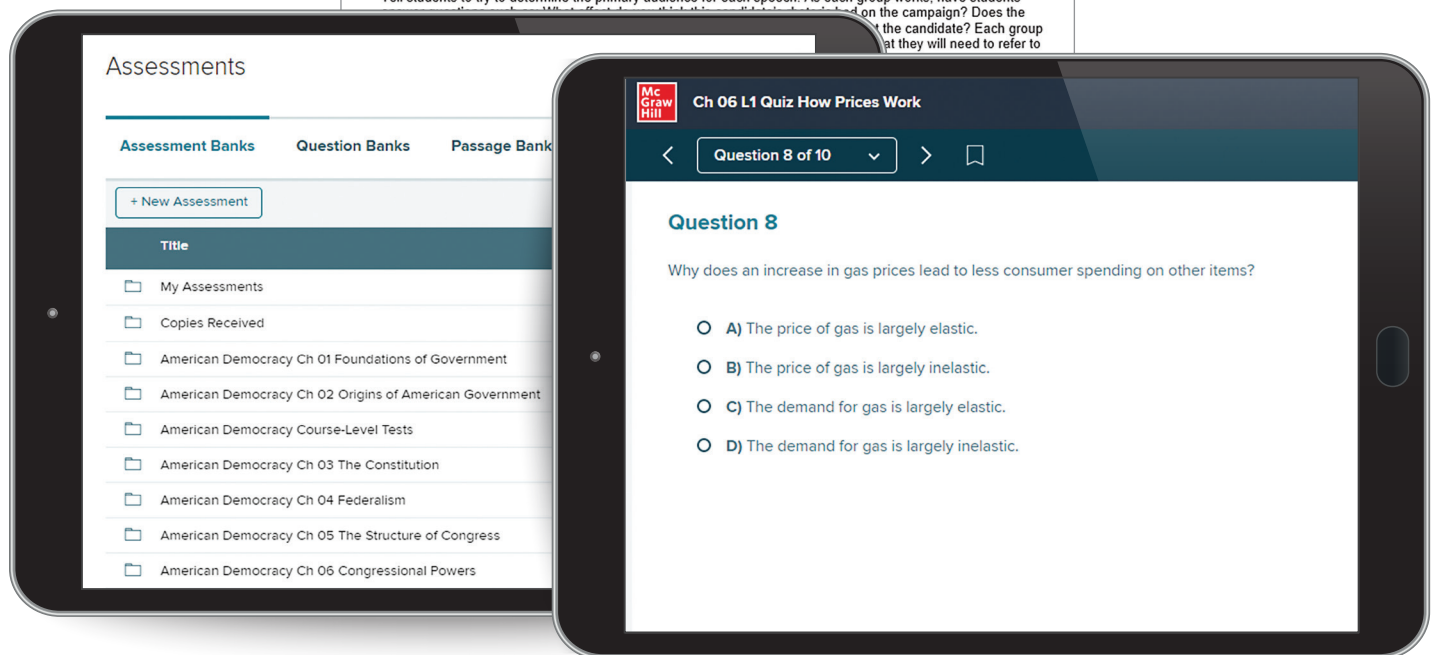 on the campaign? Does the
t the candidate? Each group
at they will need to refer to
Assessments
Assessment Banks
Question Banks
Passage Bank
+ New Assessment
Title
My Assessments
Copies Received
American Democracy Ch 01 Foundations of Government
American Democracy Ch 02 Origins of American Government
American Democracy Course-Level Tests
American Democracy Ch 03 The Constitution
American Democracy Ch 04 Federalism
American Democracy Ch 05 The Structure of Congress
American Democracy Ch 06 Congressional Powers
Mc
Graw
Hill
Ch 06 L1 Quiz How Prices Work
Question 8 of 10
Question 8
Why does an increase in gas prices lead to less consumer spending on other items?
A) The price of gas is largely elastic.
B) The price of gas is largely inelastic.
C) The demand for gas is largely elastic.
D) The demand for gas is largely inelastic.